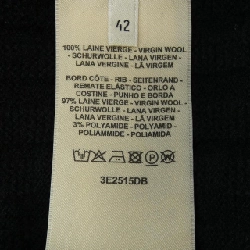 42
100% LAINE VIERGE - VIRGIN WOOL
- SCHURWOLLE - LANA VERGEN -
LANA VERGINE - LÃ VIRGEM
BORD CÔTE - RIB - SEITENRAND -
REMATE ELÁSTICO - ORLO A
COSTINE - PUNHO E BORDA
97% LAINE VIERGE - VIRGIN WOOL
- SCHURWOLLE - LANA VIRGEN -
LANA VERGINE - LÃ VIRGEM
3% POLYAMIDE - POLYAMID -
POLIAMMIDE - POLIAMIDA
3E2515DB